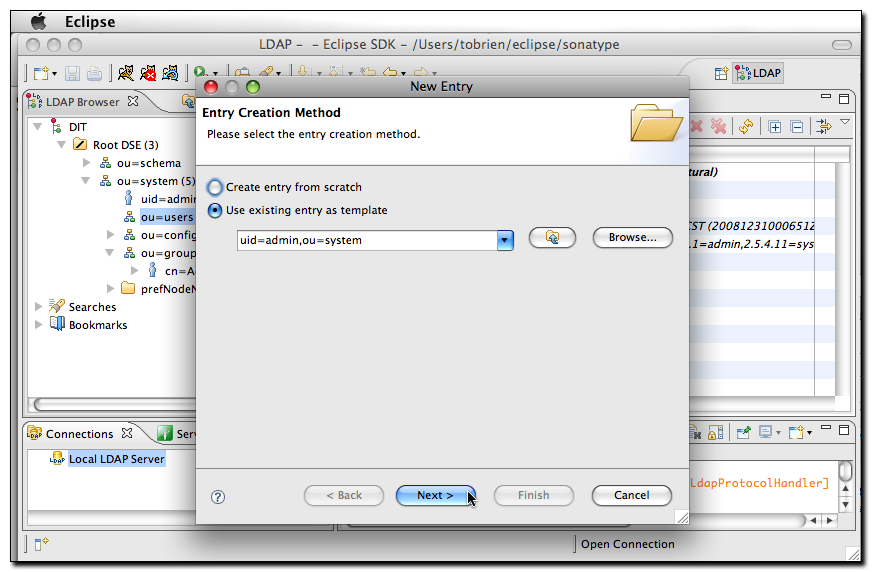 Eclipse
LDAP – – Eclipse SDK – /Users/tobrien/eclipse/sonatype
LDAP
LDAP Browser
DIT
Root DSE (3)
ou=schema
ou=system (5)
uid=admi
ou=users
ou=config
ou=group
cn=A
prefNodeN
Searches
Bookmarks
New Entry
Entry Creation Method
Please select the entry creation method.
Create entry from scratch
Use existing entry as template
uid=admin,ou=system
Browse...
tural)
CST (20081231000651Z
.1=admin,2.5.4.11=sys
Connections
Serv
LDAP
Local LDAP Server
LdapProtocolHandler]
?
< Back
Next >
Finish
Cancel
Open Connection